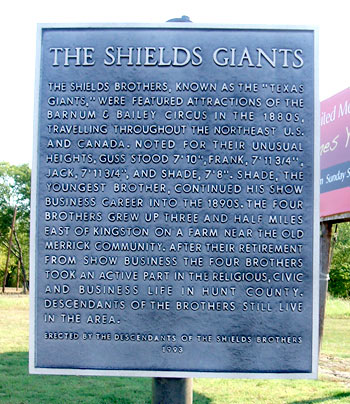 THE SHIELDS GIANTS
THE SHIELDS BROTHERS, KNOWN AS THE "TEXAS
GIANTS," WERE FEATURED ATTRACTIONS OF THE
BARNUM & BAILEY CIRCUS IN THE 1880S,
TRAVELLING THROUGHOUT THE NORTHEAST U.S.
AND CANADA. NOTED FOR THEIR UNUSUAL
HEIGHTS, GUSS STOOD 7'10", FRANK, 7'11 3/4",
JACK, 7'11 3/4", AND SHADE, 7'8". SHADE, THE
YOUNGEST BROTHER, CONTINUED HIS SHOW
BUSINESS CAREER INTO THE 1890S. THE FOUR
BROTHERS GREW UP THREE AND HALF MILES
EAST OF KINGSTON ON A FARM NEAR THE OLD
MERRICK COMMUNITY. AFTER THEIR RETIREMENT
FROM SHOW BUSINESS THE FOUR BROTHERS
TOOK AN ACTIVE PART IN THE RELIGIOUS, CIVIC
AND BUSINESS LIFE IN HUNT COUNTY.
DESCENDANTS OF THE BROTHERS STILL LIVE
IN THE AREA.
ERECTED BY THE DESCENDANTS OF THE SHIELDS BROTHERS
1993
Sunday